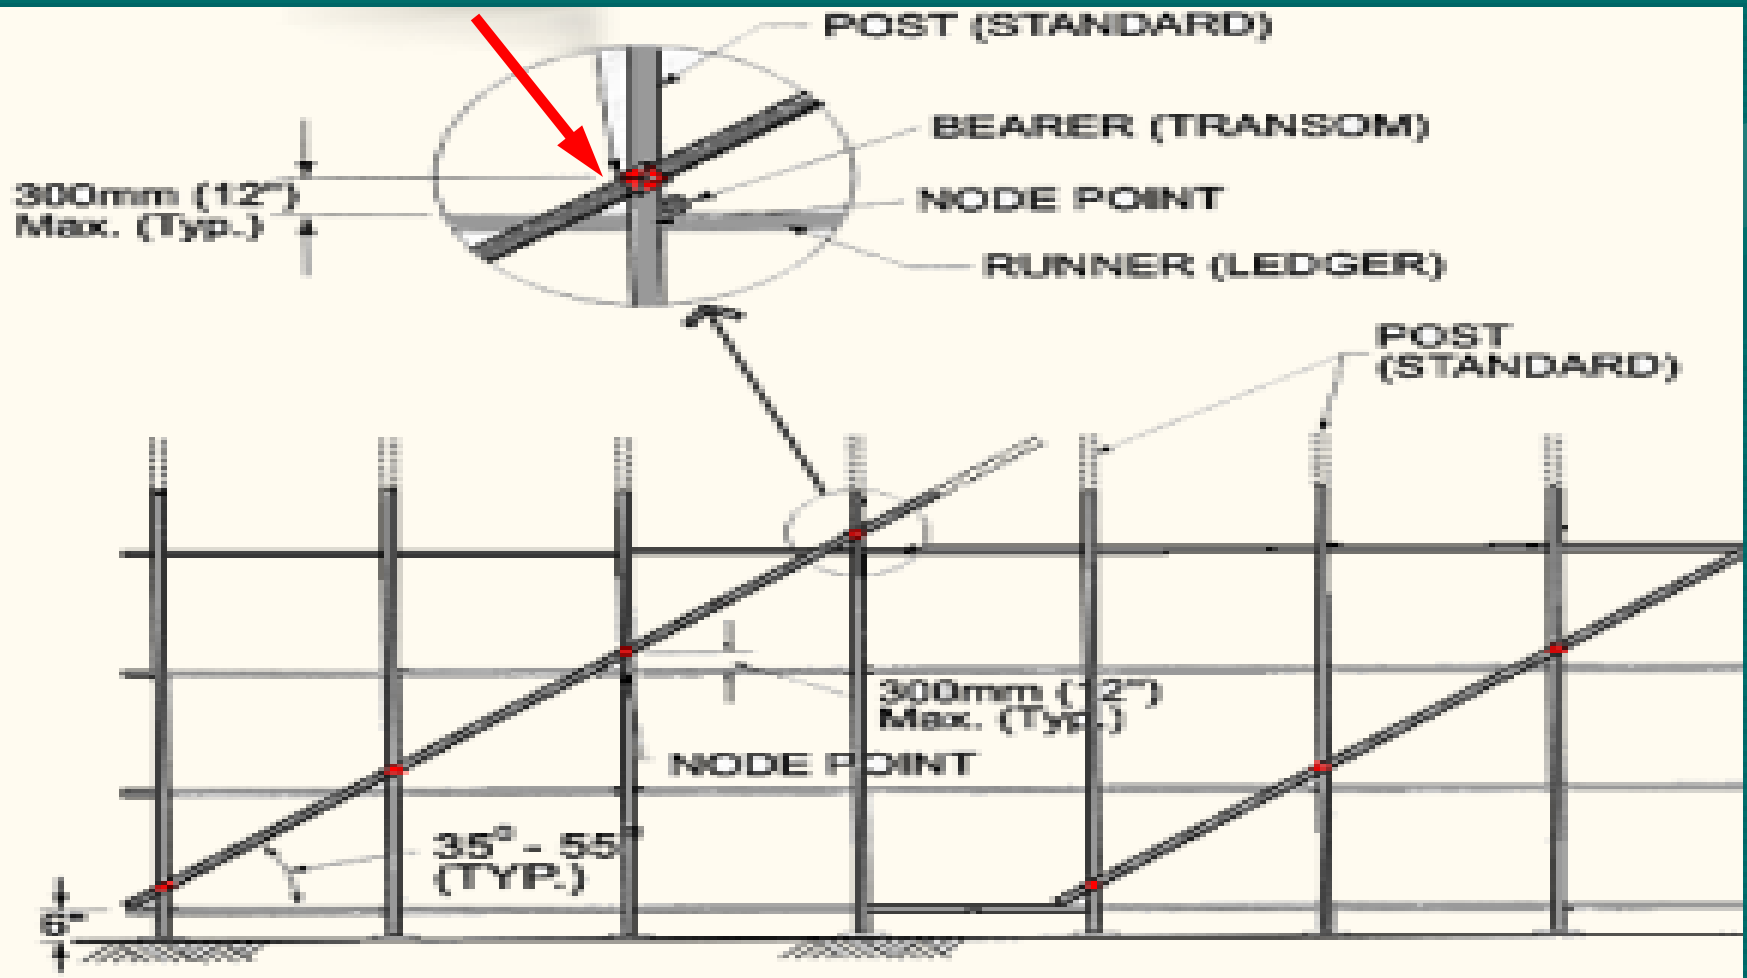 POST (STANDARD)
BEARER (TRANSOM)
300mm (12")
Max. (Typ.)
NODE POINT
RUNNER (LEDGER)
POST
(STANDARD)
300mm (12")
Max. (Typ.)
NODE POINT
35° - 55°
(TYP.)
6"